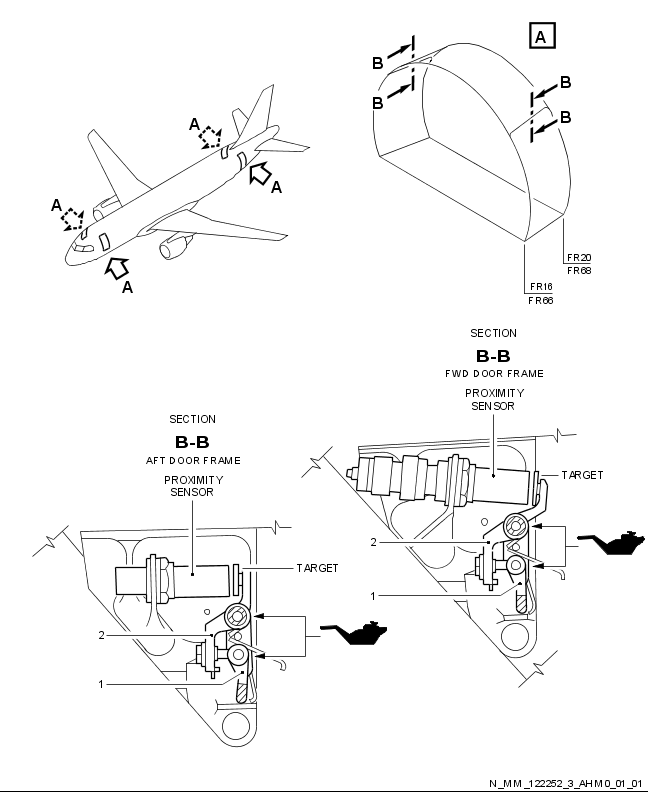 A
A
A
A
A
B
B
B
B
FR20
FR68
FR16
FR66
SECTION
B-B
FWD DOOR FRAME
PROXIMITY
SENSOR
TARGET
2
1
SECTION
B-B
AFT DOOR FRAME
PROXIMITY
SENSOR
TARGET
2
1
N_MM_122252_3_AHM0_01_01